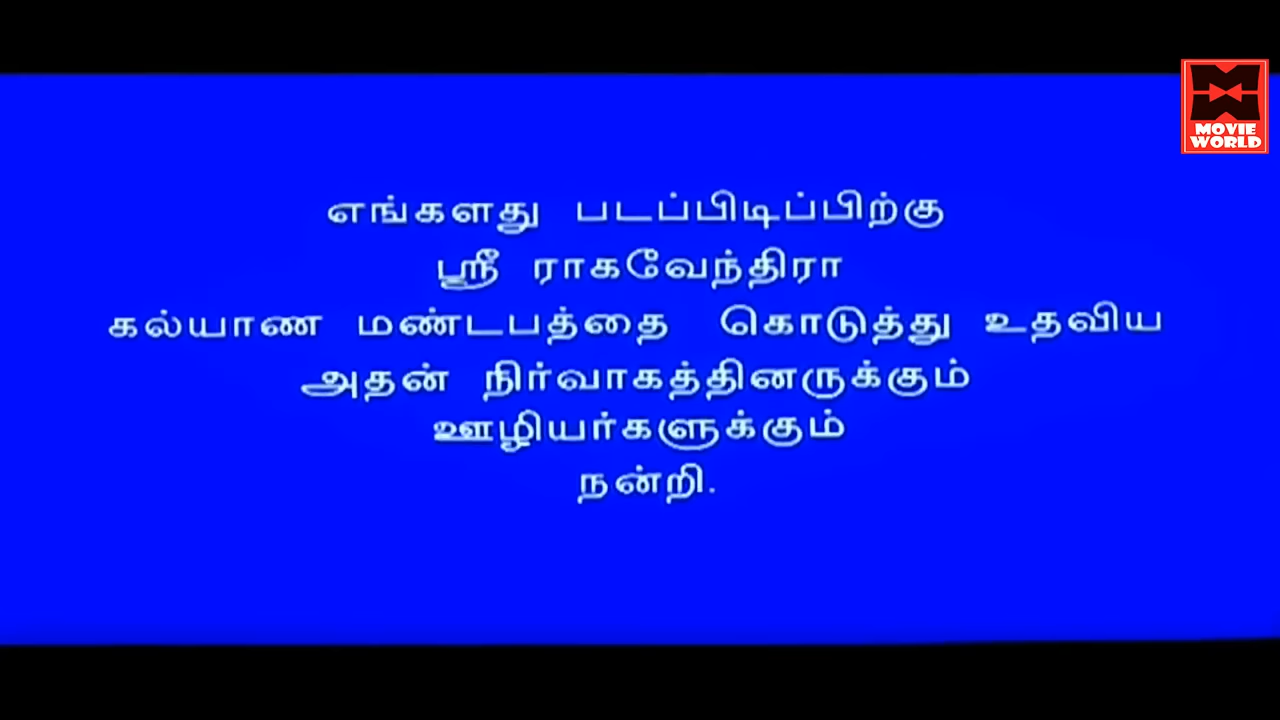 MOVIE
WORLD
எங்களது படப்பிடிப்பிற்கு
ஸ்ரீ ராகவேந்திரா
கல்யாண மண்டபத்தை கொடுத்து உதவிய
அதன் நிர்வாகத்தினருக்கும்
ஊழியர்களுக்கும்
நன்றி.